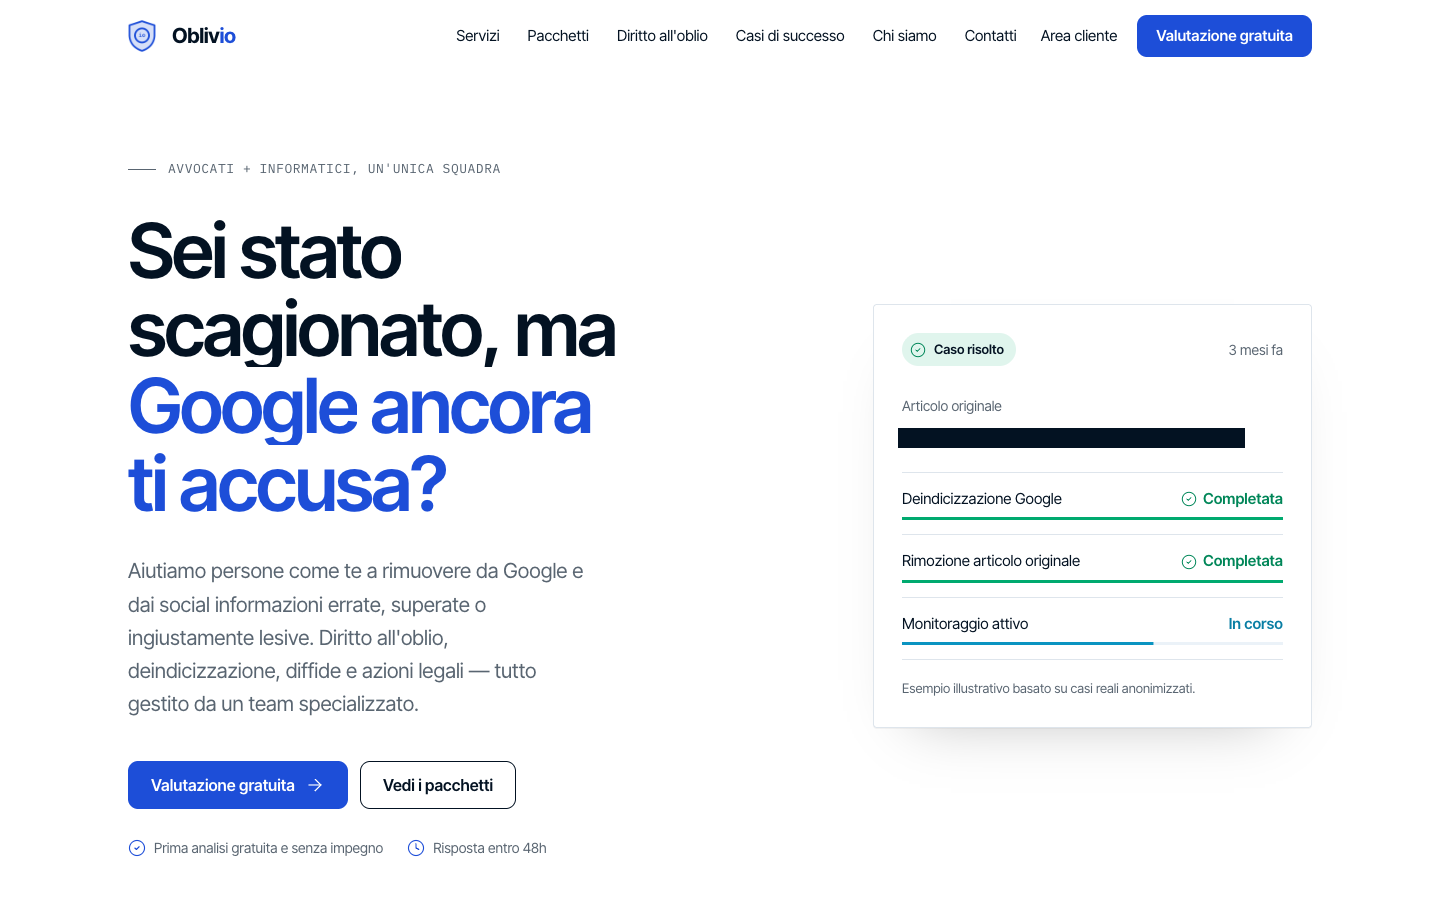 Oblivio
Servizi
Pacchetti
Diritto all'oblio
Casi di successo
Chi siamo
Contatti
Area cliente
Valutazione gratuita
AVVOCATI + INFORMATICI, UN'UNICA SQUADRA
Sei stato
scagionato, ma
Google ancora
ti accusa?
Aiutiamo persone come te a rimuovere da Google e
dai social informazioni errate, superate o
ingiustamente lesive. Diritto all'oblio,
deindicizzazione, diffide e azioni legali — tutto
gestito da un team specializzato.
Valutazione gratuita
Vedi i pacchetti
Prima analisi gratuita e senza impegno
Risposta entro 48h
Caso risolto
3 mesi fa
Articolo originale
Deindicizzazione Google
Completata
Rimozione articolo originale
Completata
Monitoraggio attivo
In corso
Esempio illustrativo basato su casi reali anonimizzati.